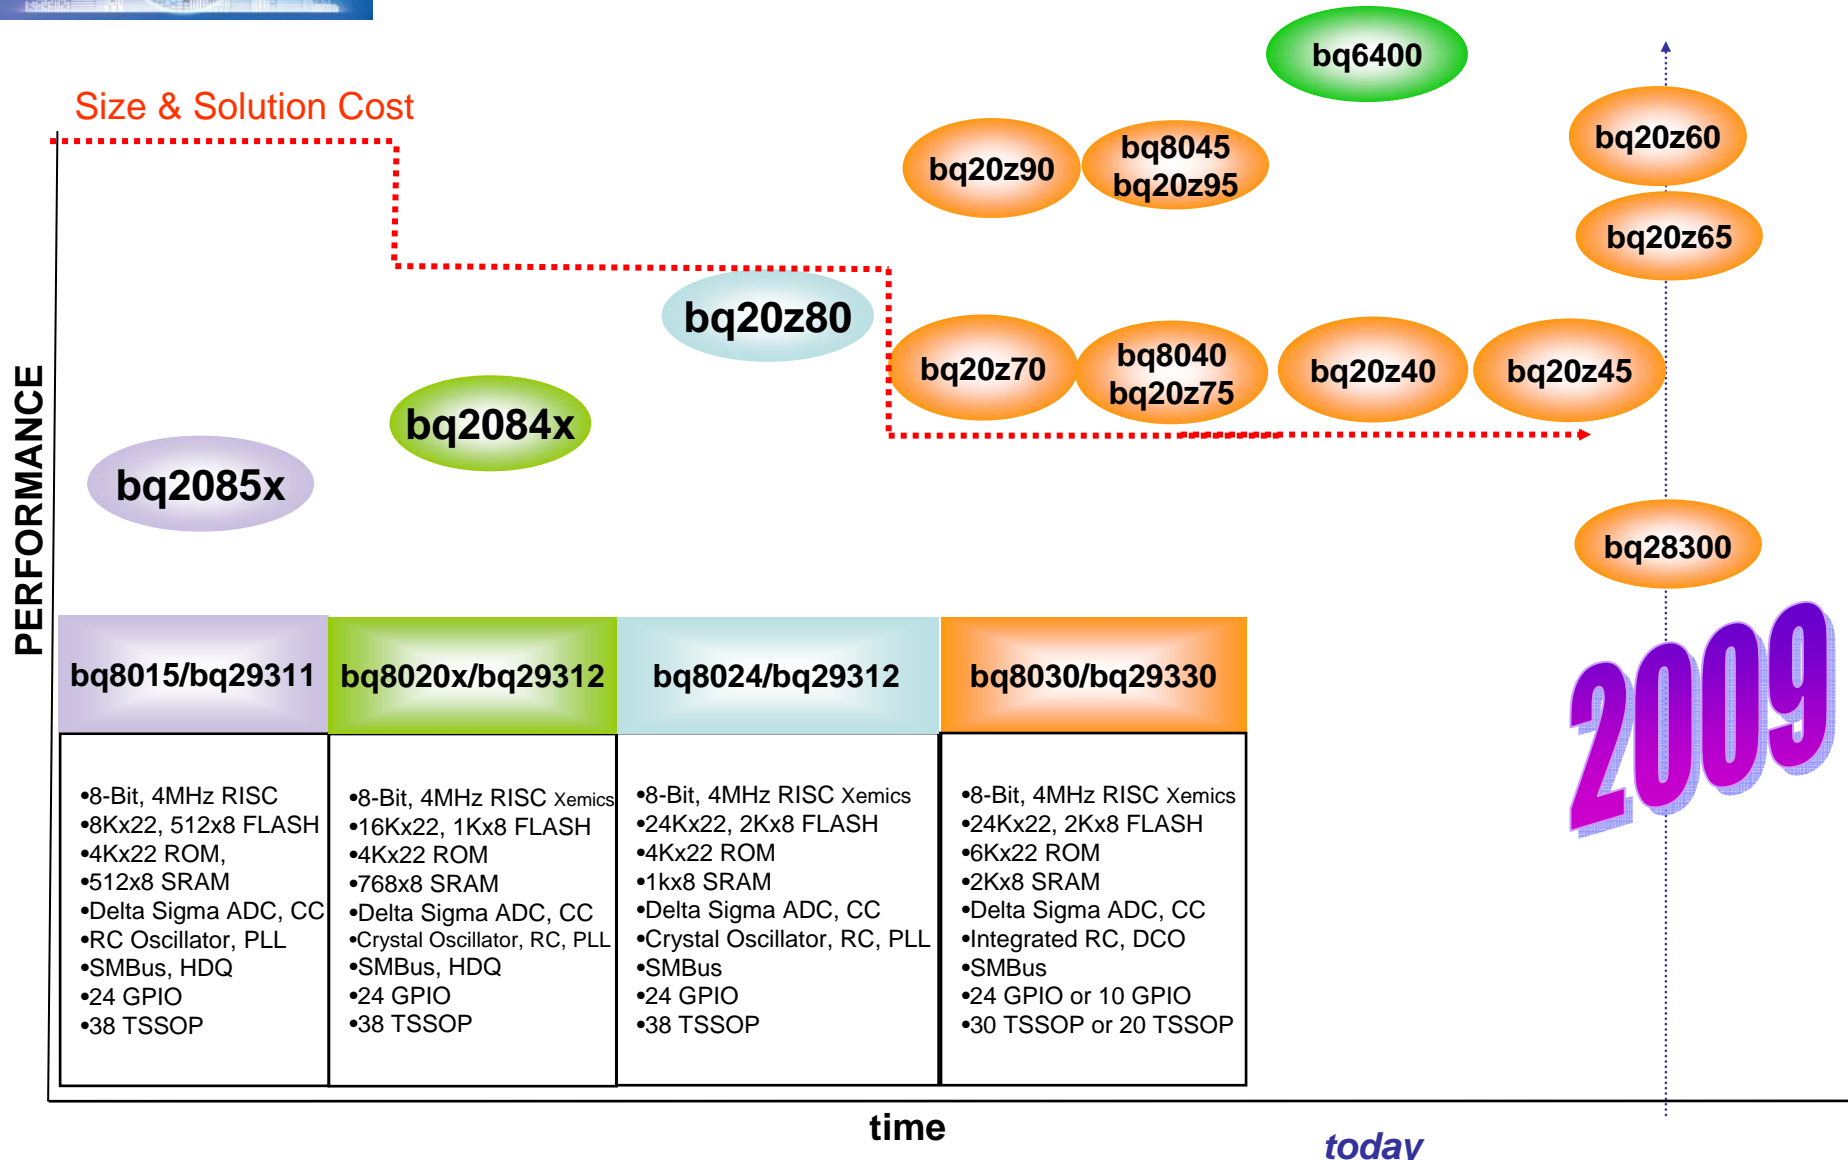 bq6400
Size & Solution Cost
bq20z60
bq20z90
bq8045
bq20z95
bq20z65
bq20z80
bq20z70
bq8040
bq20z75
bq20z40
bq20z45
bq2084x
bq2085x
PERFORMANCE
bq28300
2009
bq8015/bq29311
bq8020x/bq29312
bq8024/bq29312
bq8030/bq29330
•8-Bit, 4MHz RISC
•8Kx22, 512x8 FLASH
•4Kx22 ROM,
•512x8 SRAM
•Delta Sigma ADC, CC
•RC Oscillator, PLL
•SMBus, HDQ
•24 GPIO
•38 TSSOP
•8-Bit, 4MHz RISC Xemics
•16Kx22, 1Kx8 FLASH
•4Kx22 ROM
•768x8 SRAM
•Delta Sigma ADC, CC
•Crystal Oscillator, RC, PLL
•SMBus, HDQ
•24 GPIO
•38 TSSOP
•8-Bit, 4MHz RISC Xemics
•24Kx22, 2Kx8 FLASH
•4Kx22 ROM
•1kx8 SRAM
•Delta Sigma ADC, CC
•Crystal Oscillator, RC, PLL
•SMBus
•24 GPIO
•38 TSSOP
•8-Bit, 4MHz RISC Xemics
•24Kx22, 2Kx8 FLASH
•6Kx22 ROM
•2Kx8 SRAM
•Delta Sigma ADC, CC
•Integrated RC, DCO
•SMBus
•24 GPIO or 10 GPIO
•30 TSSOP or 20 TSSOP
time
today